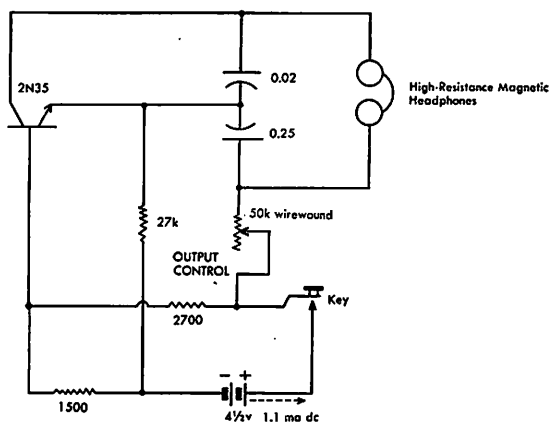 2N35
0.02
High-Resistance Magnetic
Headphones
0.25
27k
50k wirewound
OUTPUT
CONTROL
2700
Key
1500
- +
4½v
1.1 ma dc